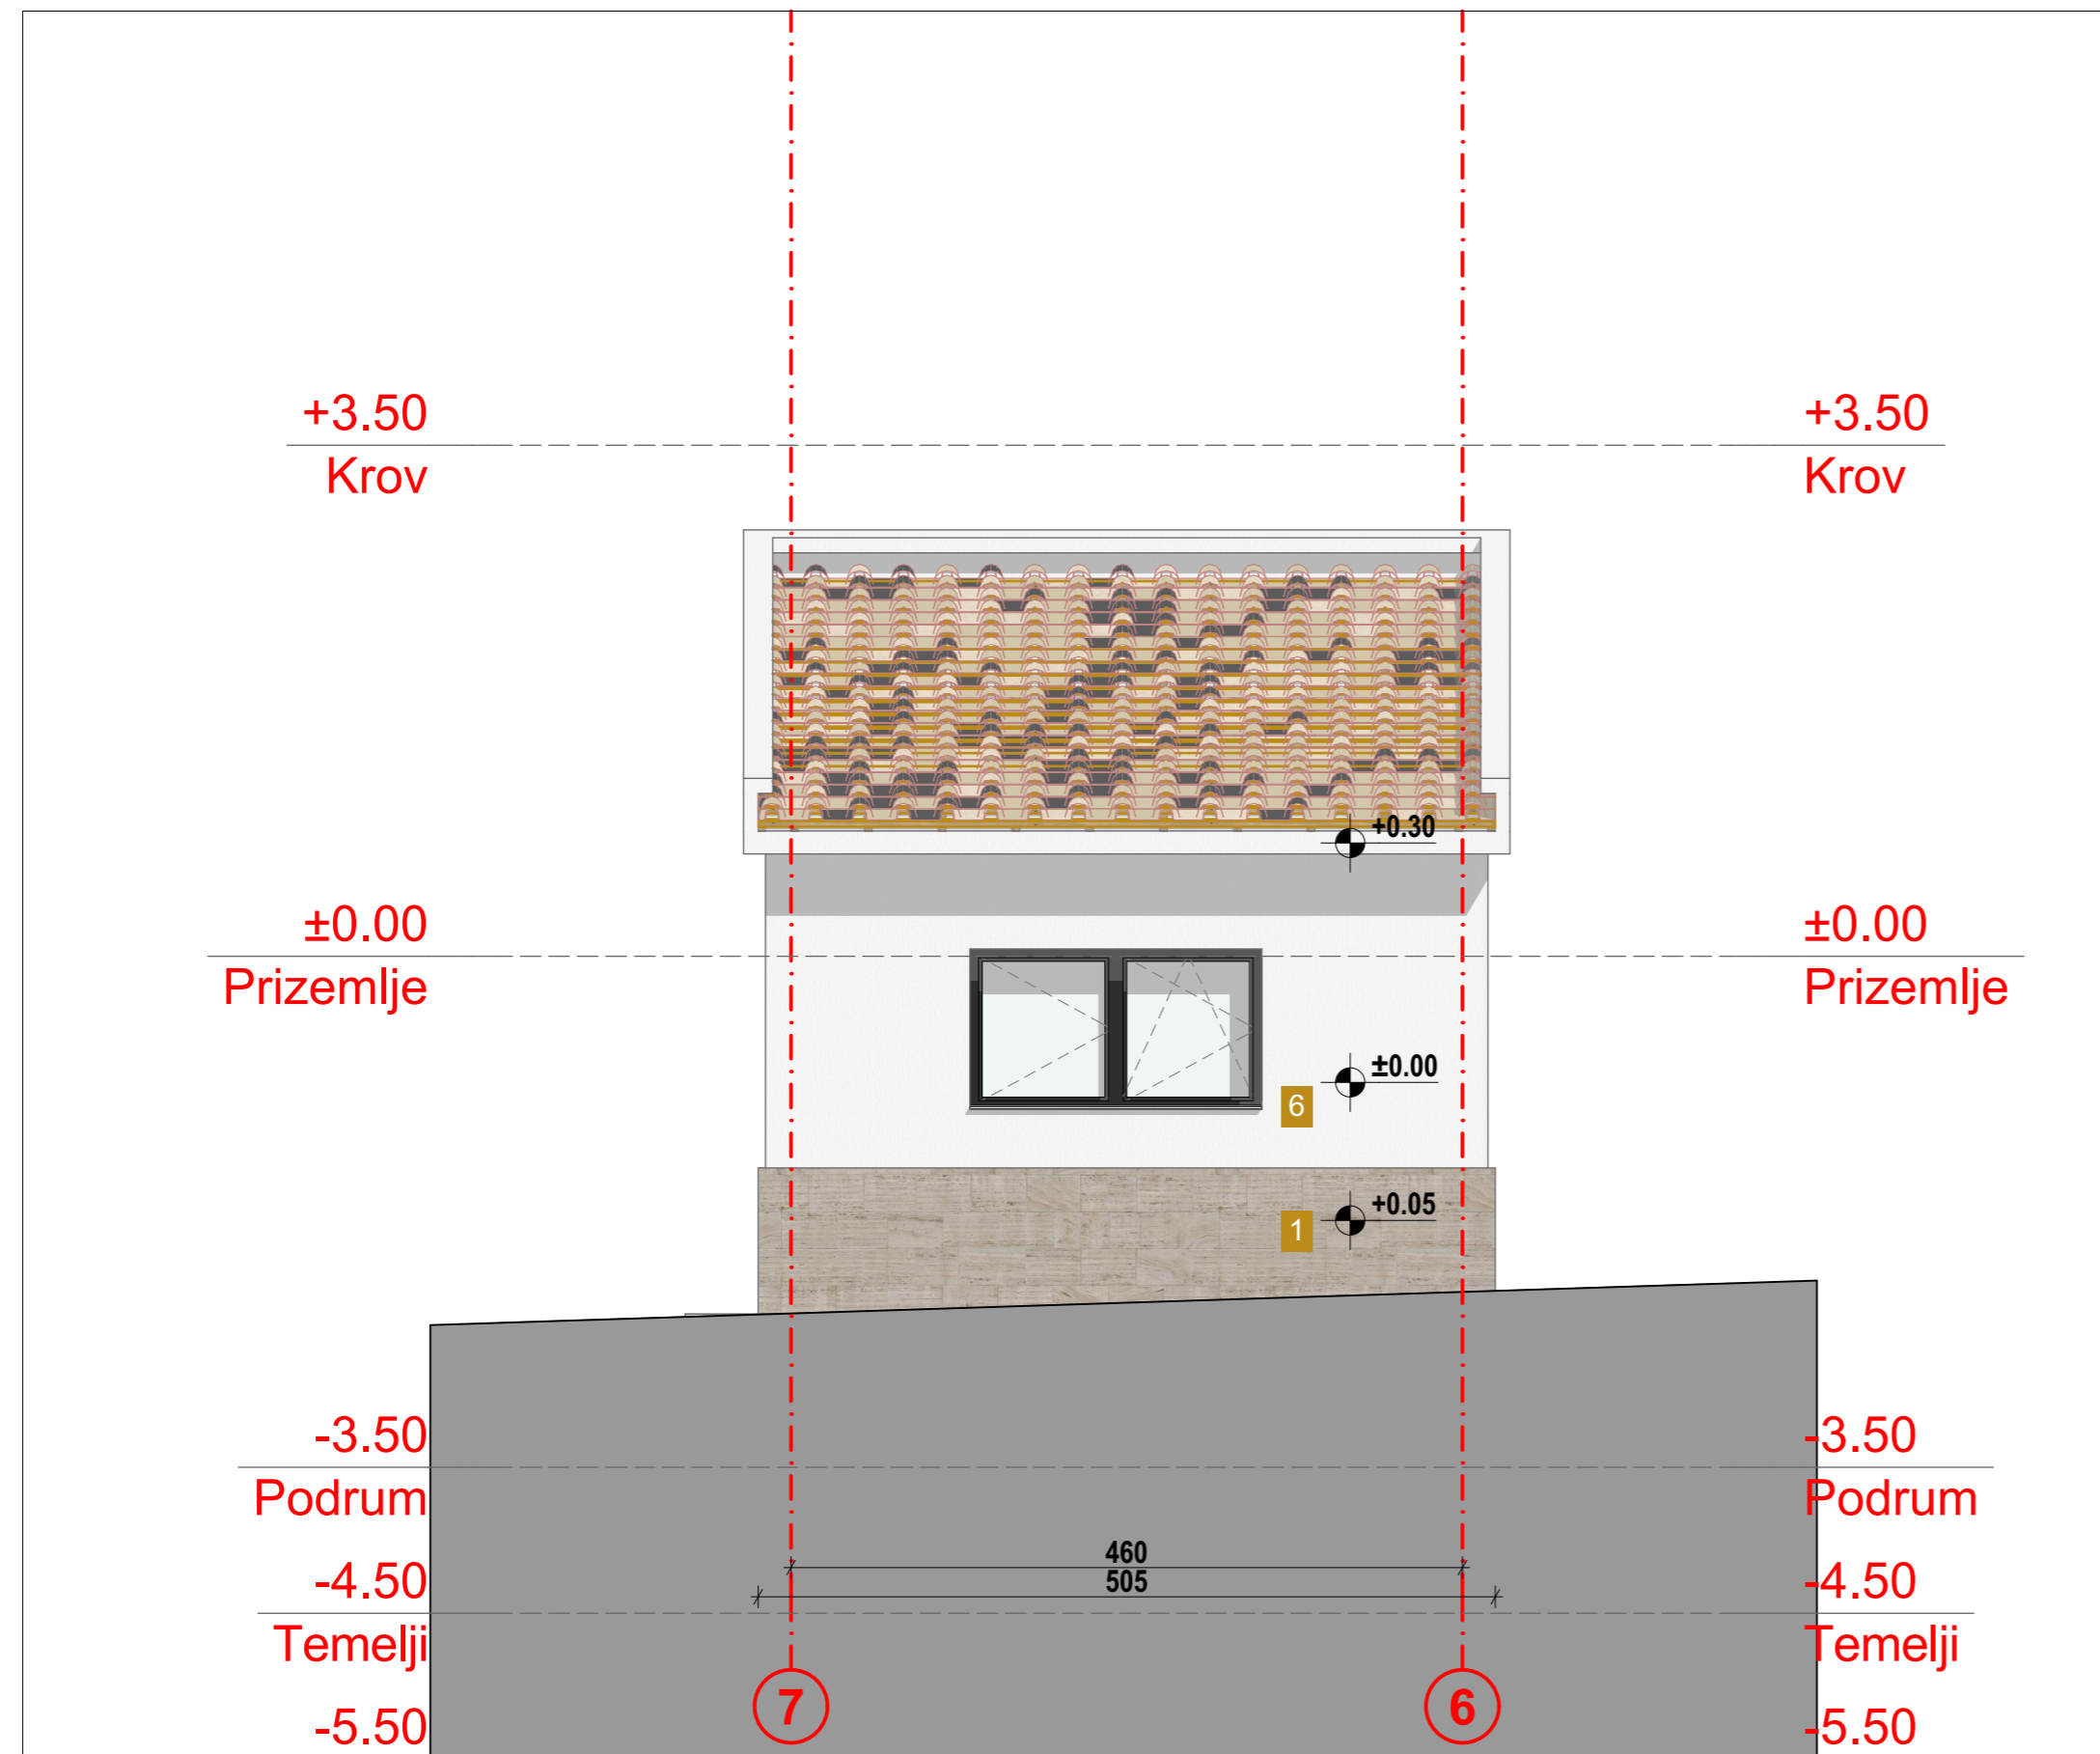 +3.50 +3.50
Krov Krov
+0.30
±0.00 ±0.00
Prizemlje Prizemlje
±0.00
6
+0.05
1
-3.50 -3.50
Podrum Podrum
460
-4.50 505 -4.50
Temelji Temelji
7 6
-5.50 -5.50